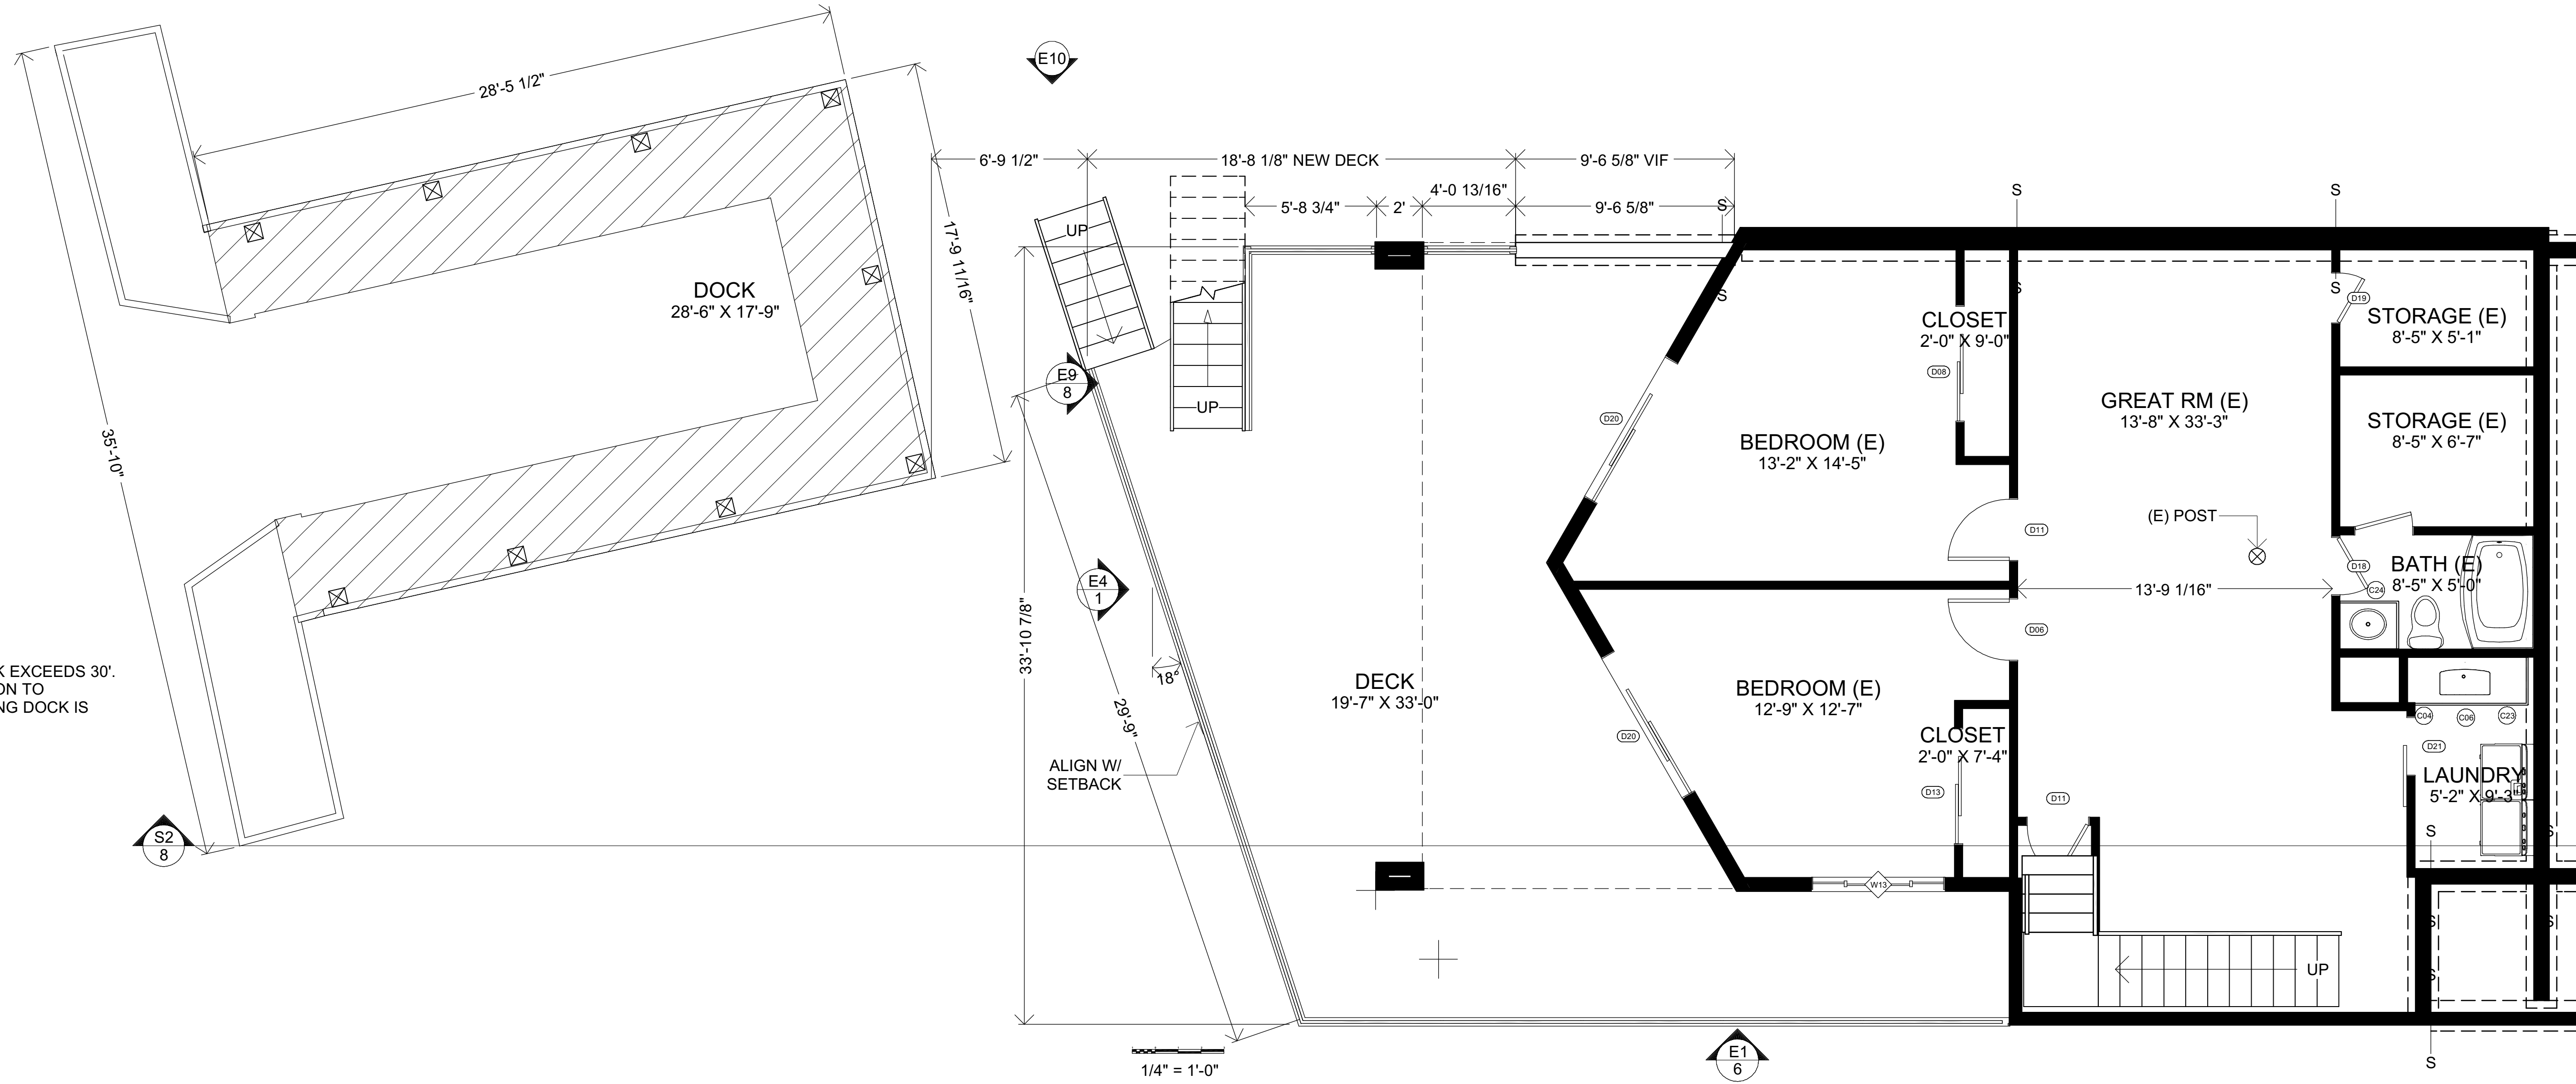 28'-5 1/2"
E10
6'-9 1/2"
18'-8 1/8" NEW DECK
9'-6 5/8" VIF
4'-0 13/16"
5'-8 3/4"
2'
9'-6 5/8"
S
S
S
UP
17'-9 11/16"
DOCK
28'-6" X 17'-9"
S
S
S
D19
STORAGE (E)
8'-5" X 5'-1"
CLOSET
2'-0" X 9'-0"
D08
E9
8
UP
D20
GREAT RM (E)
13'-8" X 33'-3"
STORAGE (E)
8'-5" X 6'-7"
BEDROOM (E)
13'-2" X 14'-5"
35'-10"
(E) POST
D11
E4
1
D18
BATH (E)
8'-5" X 5'-0"
C24
13'-9 1/16"
D06
33'-10 7/8"
18°
K EXCEEDS 30'.
ON TO
NG DOCK IS
DECK
19'-7" X 33'-0"
BEDROOM (E)
12'-9" X 12'-7"
29'-9"
C04
C06
C23
D20
CLOSET
2'-0" X 7'-4"
D21
ALIGN W/
SETBACK
D13
D11
LAUNDRY
5'-2" X 9'-3"
S2
8
S
S
W13
S
S
S
UP
E1
6
S
1/4" = 1'-0"